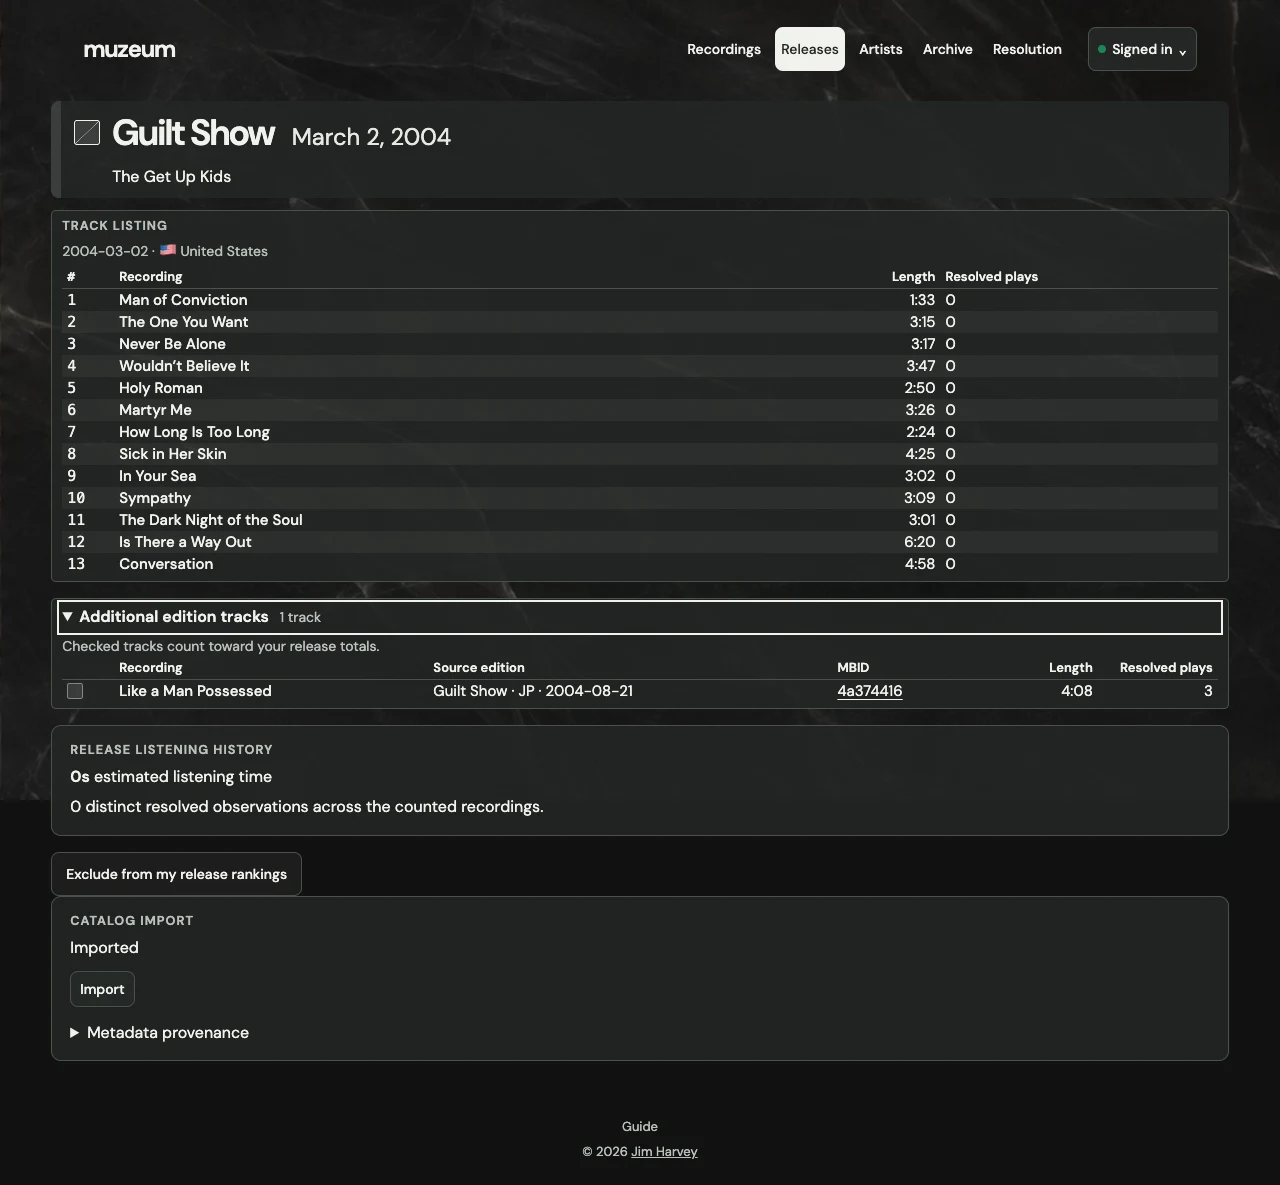 muzeum
Recordings Releases Artists Archive Resolution Signed in
Guilt Show March 2, 2004
The Get Up Kids
TRACK LISTING
2004-03-02 · 🇺🇸 United States
# Recording Length Resolved plays
1 Man of Conviction 1:33 0
2 The One You Want 3:15 0
3 Never Be Alone 3:17 0
4 Wouldn’t Believe It 3:47 0
5 Holy Roman 2:50 0
6 Martyr Me 3:26 0
7 How Long Is Too Long 2:24 0
8 Sick in Her Skin 4:25 0
9 In Your Sea 3:02 0
10 Sympathy 3:09 0
11 The Dark Night of the Soul 3:01 0
12 Is There a Way Out 6:20 0
13 Conversation 4:58 0
▼ Additional edition tracks 1 track
Checked tracks count toward your release totals.
Recording Source edition MBID Length Resolved plays
Like a Man Possessed Guilt Show · JP · 2004-08-21 4a374416 4:08 3
RELEASE LISTENING HISTORY
0s estimated listening time
0 distinct resolved observations across the counted recordings.
Exclude from my release rankings
CATALOG IMPORT
Imported
Import
▶ Metadata provenance
Guide
© 2026 Jim Harvey